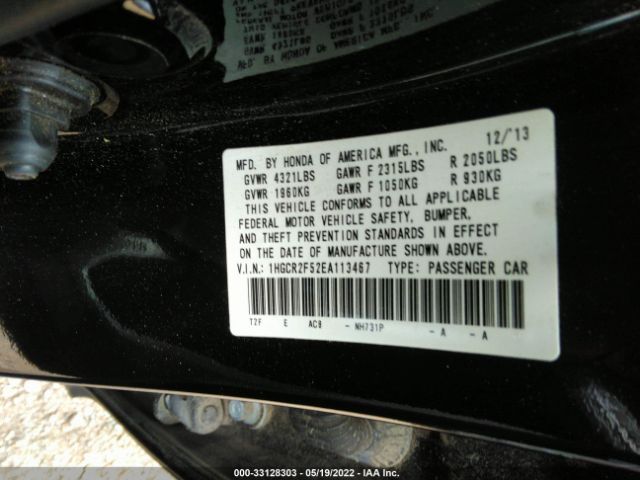 MFD. BY HONDA OF AMERICA MFG., INC. 12/'13
GVWR 4321LBS GAWR F 2315LBS R 2050LBS
GVWR 1960KG GAWR F 1050KG R 930KG
THIS VEHICLE CONFORMS TO ALL APPLICABLE
FEDERAL MOTOR VEHICLE SAFETY, BUMPER,
AND THEFT PREVENTION STANDARDS IN EFFECT
ON THE DATE OF MANUFACTURE SHOWN ABOVE.
V.I.N.: 1HGCR2F52EA113467 TYPE: PASSENGER CAR
T2F E AC8 - NH731P - A - A
000-33128303 - 05/19/2022 - IAA Inc.